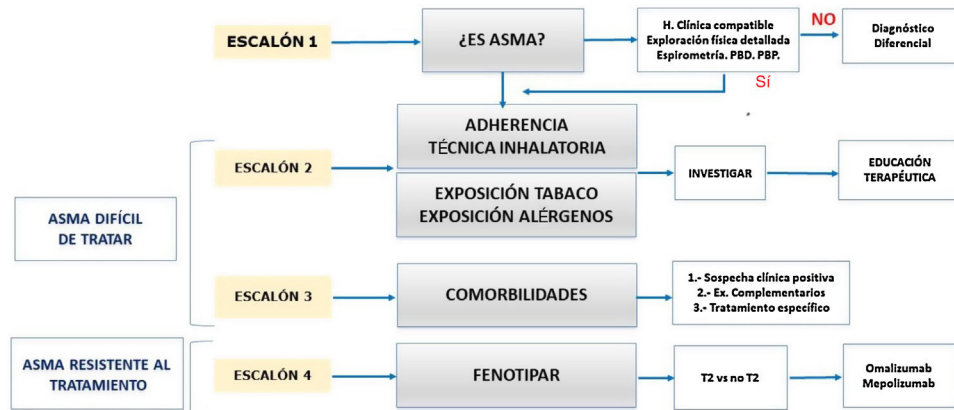 ESCALÓN 1
¿ES ASMA?
H. Clínica compatible
Exploración física detallada
Espirometría. PBD. PBP.
NO
Diagnóstico
Diferencial
Sí
ESCALÓN 2
ADHERENCIA
TÉCNICA INHALATORIA
EXPOSICIÓN TABACO
EXPOSICIÓN ALÉRGENOS
INVESTIGAR
EDUCACIÓN
TERAPÉUTICA
ASMA DIFÍCIL
DE TRATAR
ESCALÓN 3
COMORBILIDADES
1.- Sospecha clínica positiva
2.- Ex. Complementarios
3.- Tratamiento específico
ASMA RESISTENTE AL
TRATAMIENTO
ESCALÓN 4
FENOTIPAR
T2 vs no T2
Omalizumab
Mepolizumab